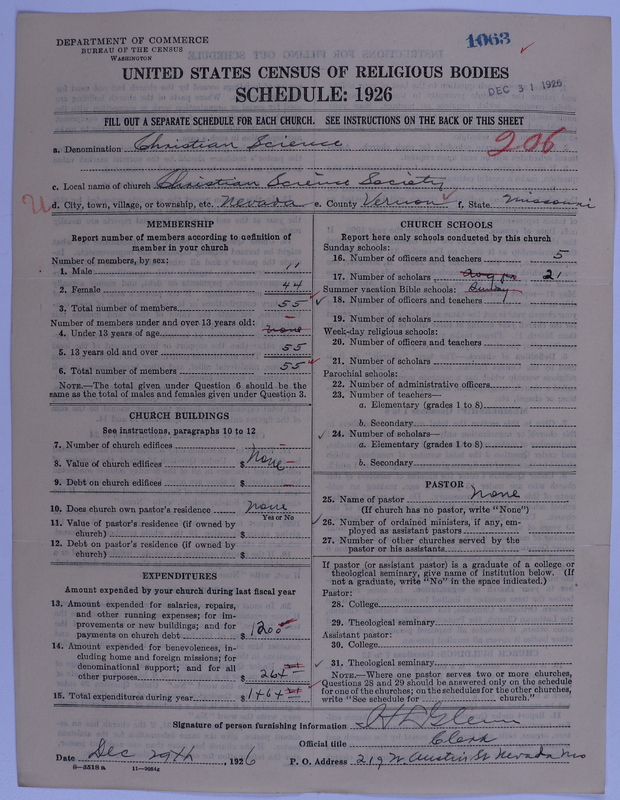 DEPARTMENT OF COMMERCE
BUREAU OF THE CENSUS
WASHINGTON
1063
UNITED STATES CENSUS OF RELIGIOUS BODIES
SCHEDULE: 1926
DEC 31 1926
FILL OUT A SEPARATE SCHEDULE FOR EACH CHURCH. SEE INSTRUCTIONS ON THE BACK OF THIS SHEET
206
a. Denomination Christian Science
c. Local name of church Christian Science Society
d. City, town, village, or township, etc. Nevada e. County Vernon f. State Missouri
MEMBERSHIP
Report number of members according to definition of
member in your church
Number of members, by sex:
1. Male 11
2. Female 44
3. Total number of members 55
Number of members under and over 13 years old:
4. Under 13 years of age none
5. 13 years old and over 55
6. Total number of members 55
NOTE.—The total given under Question 6 should be the
same as the total of males and females given under Question 3.
CHURCH BUILDINGS
See instructions, paragraphs 10 to 12
7. Number of church edifices
8. Value of church edifices $ None
9. Debt on church edifices $
10. Does church own pastor's residence none
Yes or No
11. Value of pastor's residence (if owned by
church) $
12. Debt on pastor's residence (if owned by
church) $
EXPENDITURES
Amount expended by your church during last fiscal year
13. Amount expended for salaries, repairs,
and other running expenses; for im-
provements or new buildings; and for
payments on church debt $ 1200
14. Amount expended for benevolences, in-
cluding home and foreign missions; for
denominational support; and for all
other purposes $ 264
15. Total expenditures during year $ 1464
CHURCH SCHOOLS
Report here only schools conducted this church
Sunday schools:
16. Number of officers and teachers 5
17. Number of scholars 21
Summer vacation Bible schools: Sunday
18. Number of officers and teachers
19. Number of scholars
Week-day religious schools:
20. Number of officers and teachers
21. Number of scholars
Parochial schools:
22. Number of administrative officers
23. Number of teachers—
a. Elementary (grades 1 to 8)
b. Secondary
24. Number of scholars—
a. Elementary (grades 1 to 8)
b. Secondary
PASTOR
25. Name of pastor None
(If church has no pastor, write "None")
26. Number of ordained ministers, if any, em-
ployed as assistant pastors
27. Number of other churches served by the
pastor or his assistants
If pastor (or assistant pastor) is a graduate of a college or
theological seminary, give name of institution below. (If
not a graduate, write "No" in the space indicated.)
Pastor:
28. College
29. Theological seminary
Assistant pastor:
30. College
31. Theological seminary
NOTE.—Where one pastor serves two or more churches,
Questions 28 and 29 should be answered only on the schedule
for one of the churches; on the schedules for the other churches,
write "See schedule for church."
Signature of person furnishing information H L Glenn
Official title Clerk
Date Dec 29th, 1926 P. O. Address 219 W Austin St Nevada Mo
8-5518 a 11-9064a